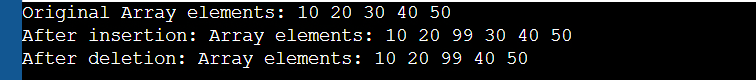 Original Array elements: 10 20 30 40 50
After insertion: Array elements: 10 20 99 30 40 50
After deletion: Array elements: 10 20 99 40 50